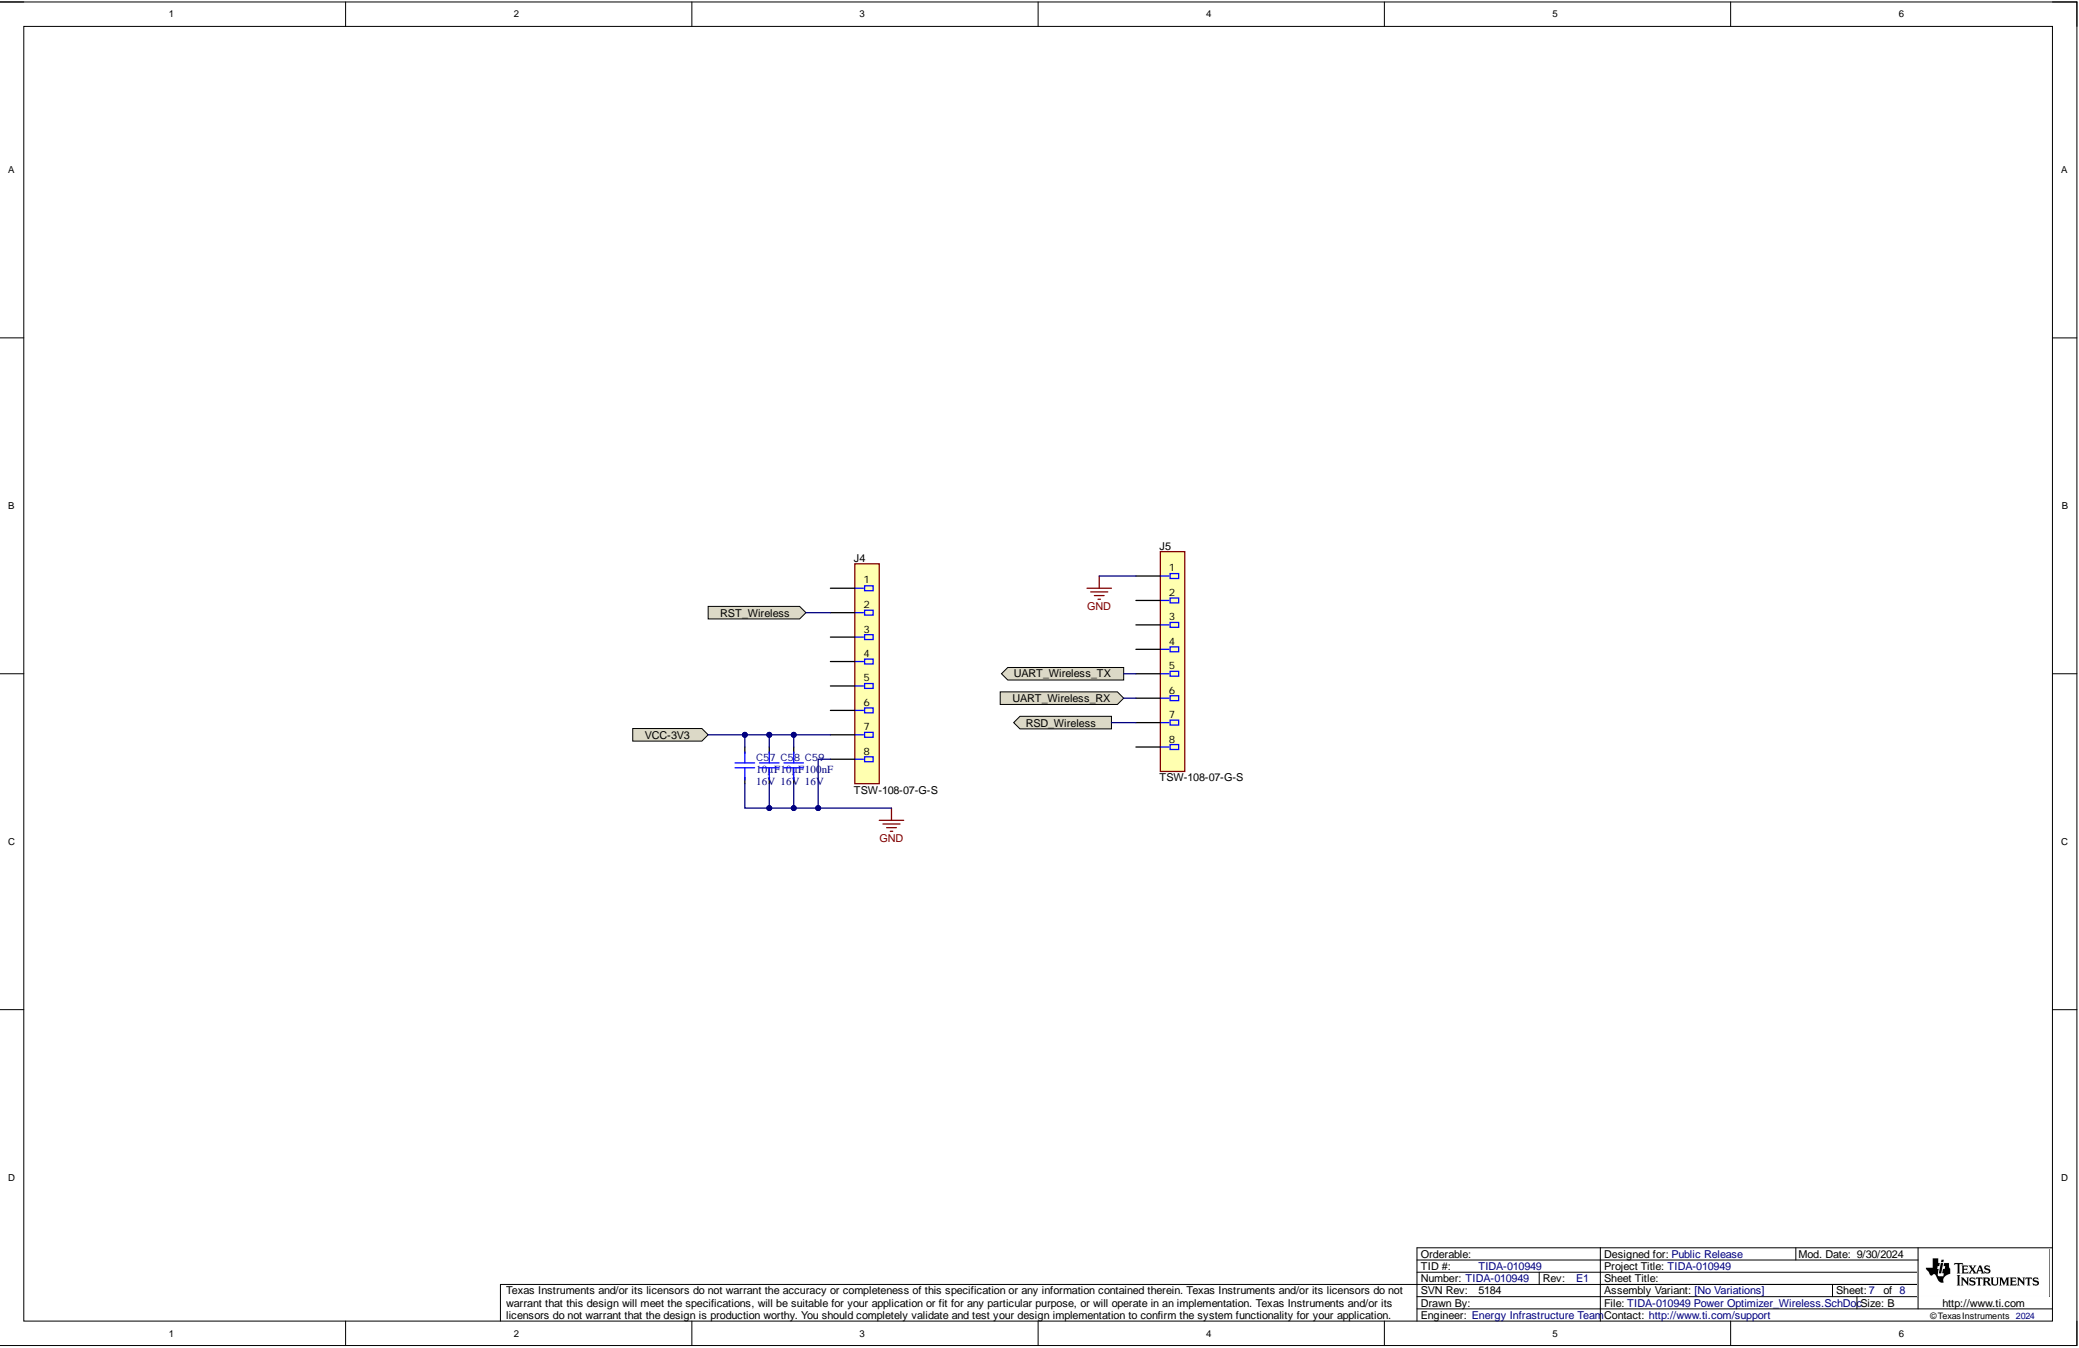 1 2 3 4 5 6
A A
B B
C C
D D
J4
1
2
3
4
5
6
7
8
TSW-108-07-G-S
RST_Wireless
VCC-3V3
C57 C58 C59
10µF 10µF 100nF
16V 16V 16V
GND
J5
1
2
3
4
5
6
7
8
TSW-108-07-G-S
GND
UART_Wireless_TX
UART_Wireless_RX
RSD_Wireless
Texas Instruments and/or its licensors do not warrant the accuracy or completeness of this specification or any information contained therein. Texas Instruments and/or its licensors do not
warrant that this design will meet the specifications, will be suitable for your application or fit for any particular purpose, or will operate in an implementation. Texas Instruments and/or its
licensors do not warrant that the design is production worthy. You should completely validate and test your design implementation to confirm the system functionality for your application.
Orderable: Designed for: Public Release Mod. Date: 9/30/2024
TID #: TIDA-010949 Project Title: TIDA-010949
Number: TIDA-010949 Rev: E1 Sheet Title:
SVN Rev: 5184 Assembly Variant: [No Variations] Sheet: 7 of 8
Drawn By: File: TIDA-010949 Power Optimizer_Wireless.SchDoc Size: B
Engineer: Energy Infrastructure Team Contact: http://www.ti.com/support
TEXAS
INSTRUMENTS
http://www.ti.com
© Texas Instruments 2024
1 2 3 4 5 6